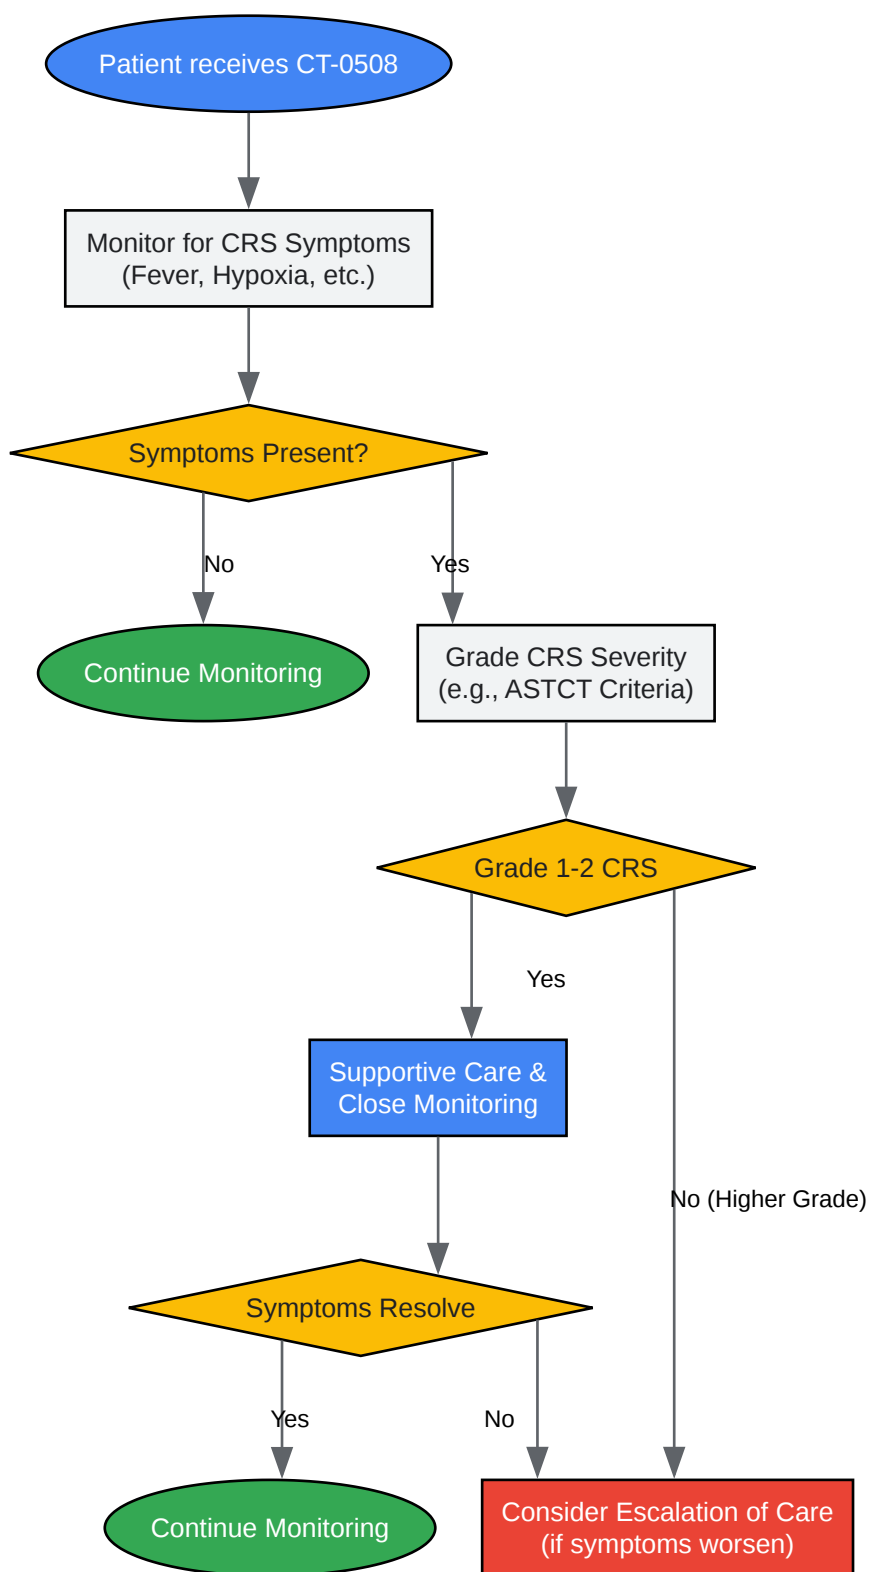 Patient receives CT-0508
Monitor for CRS Symptoms
(Fever, Hypoxia, etc.)
Symptoms Present?
No
Yes
Continue Monitoring
Grade CRS Severity
(e.g., ASTCT Criteria)
Grade 1-2 CRS
Yes
Supportive Care &
Close Monitoring
No (Higher Grade)
Symptoms Resolve
Yes
No
Continue Monitoring
Consider Escalation of Care
(if symptoms worsen)